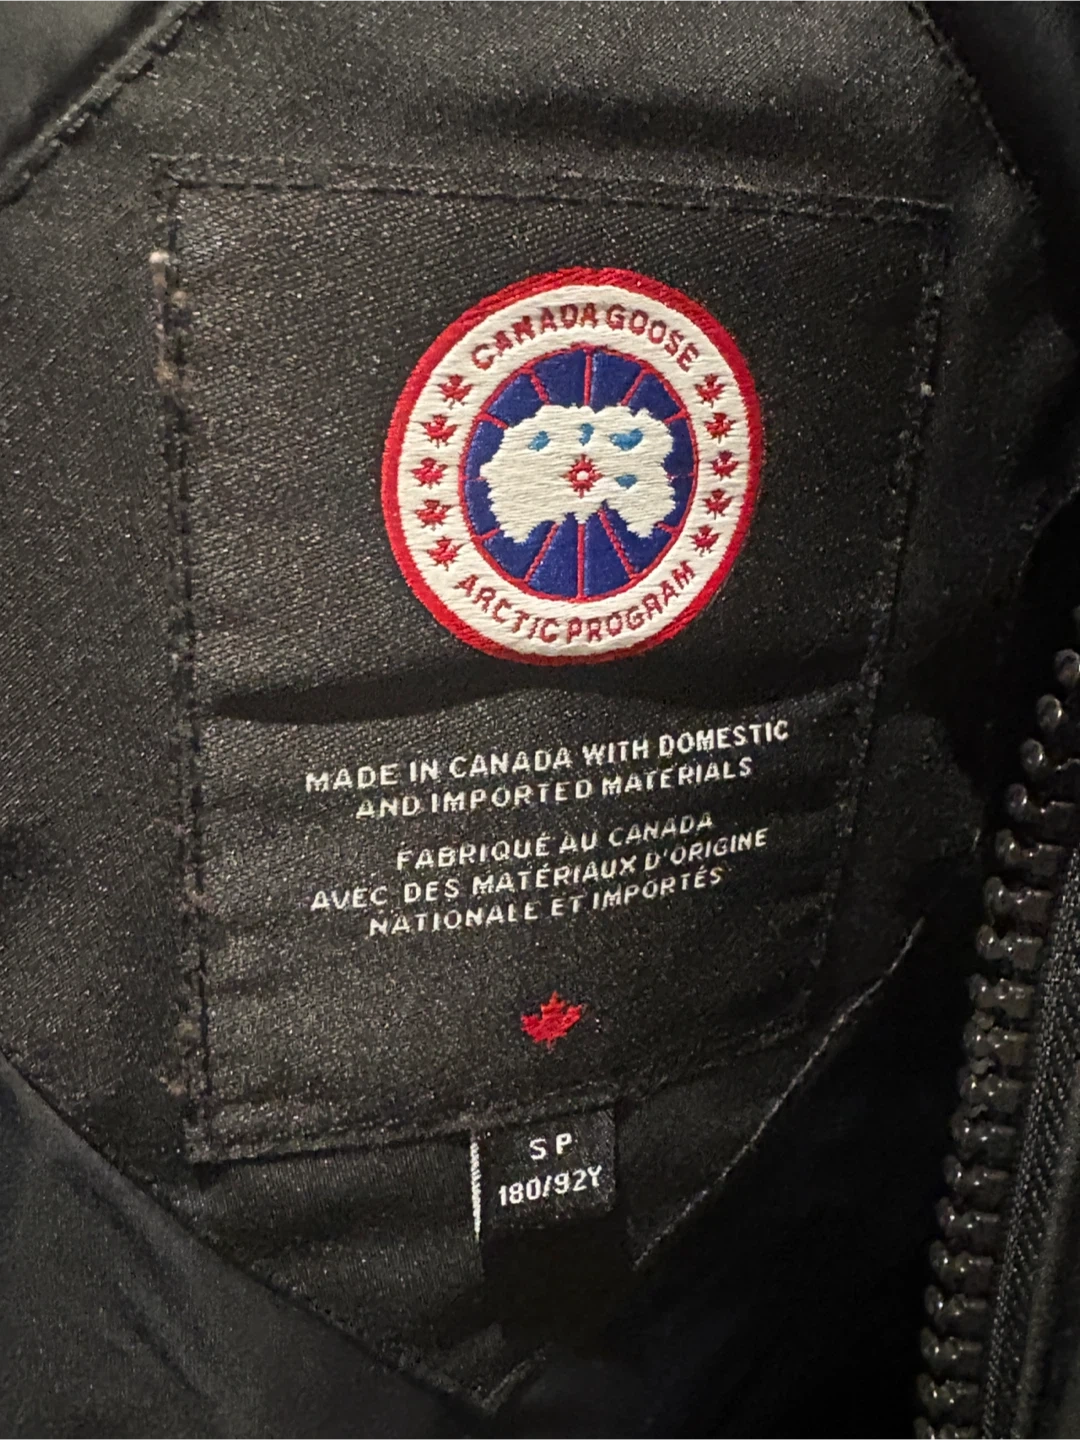 CANADA GOOSE
ARCTIC PROGRAM
MADE IN CANADA WITH DOMESTIC
AND IMPORTED MATERIALS
FABRIQUÉ AU CANADA
AVEC DES MATÉRIAUX D'ORIGINE
NATIONALE ET IMPORTÉS
S P
180/92Y